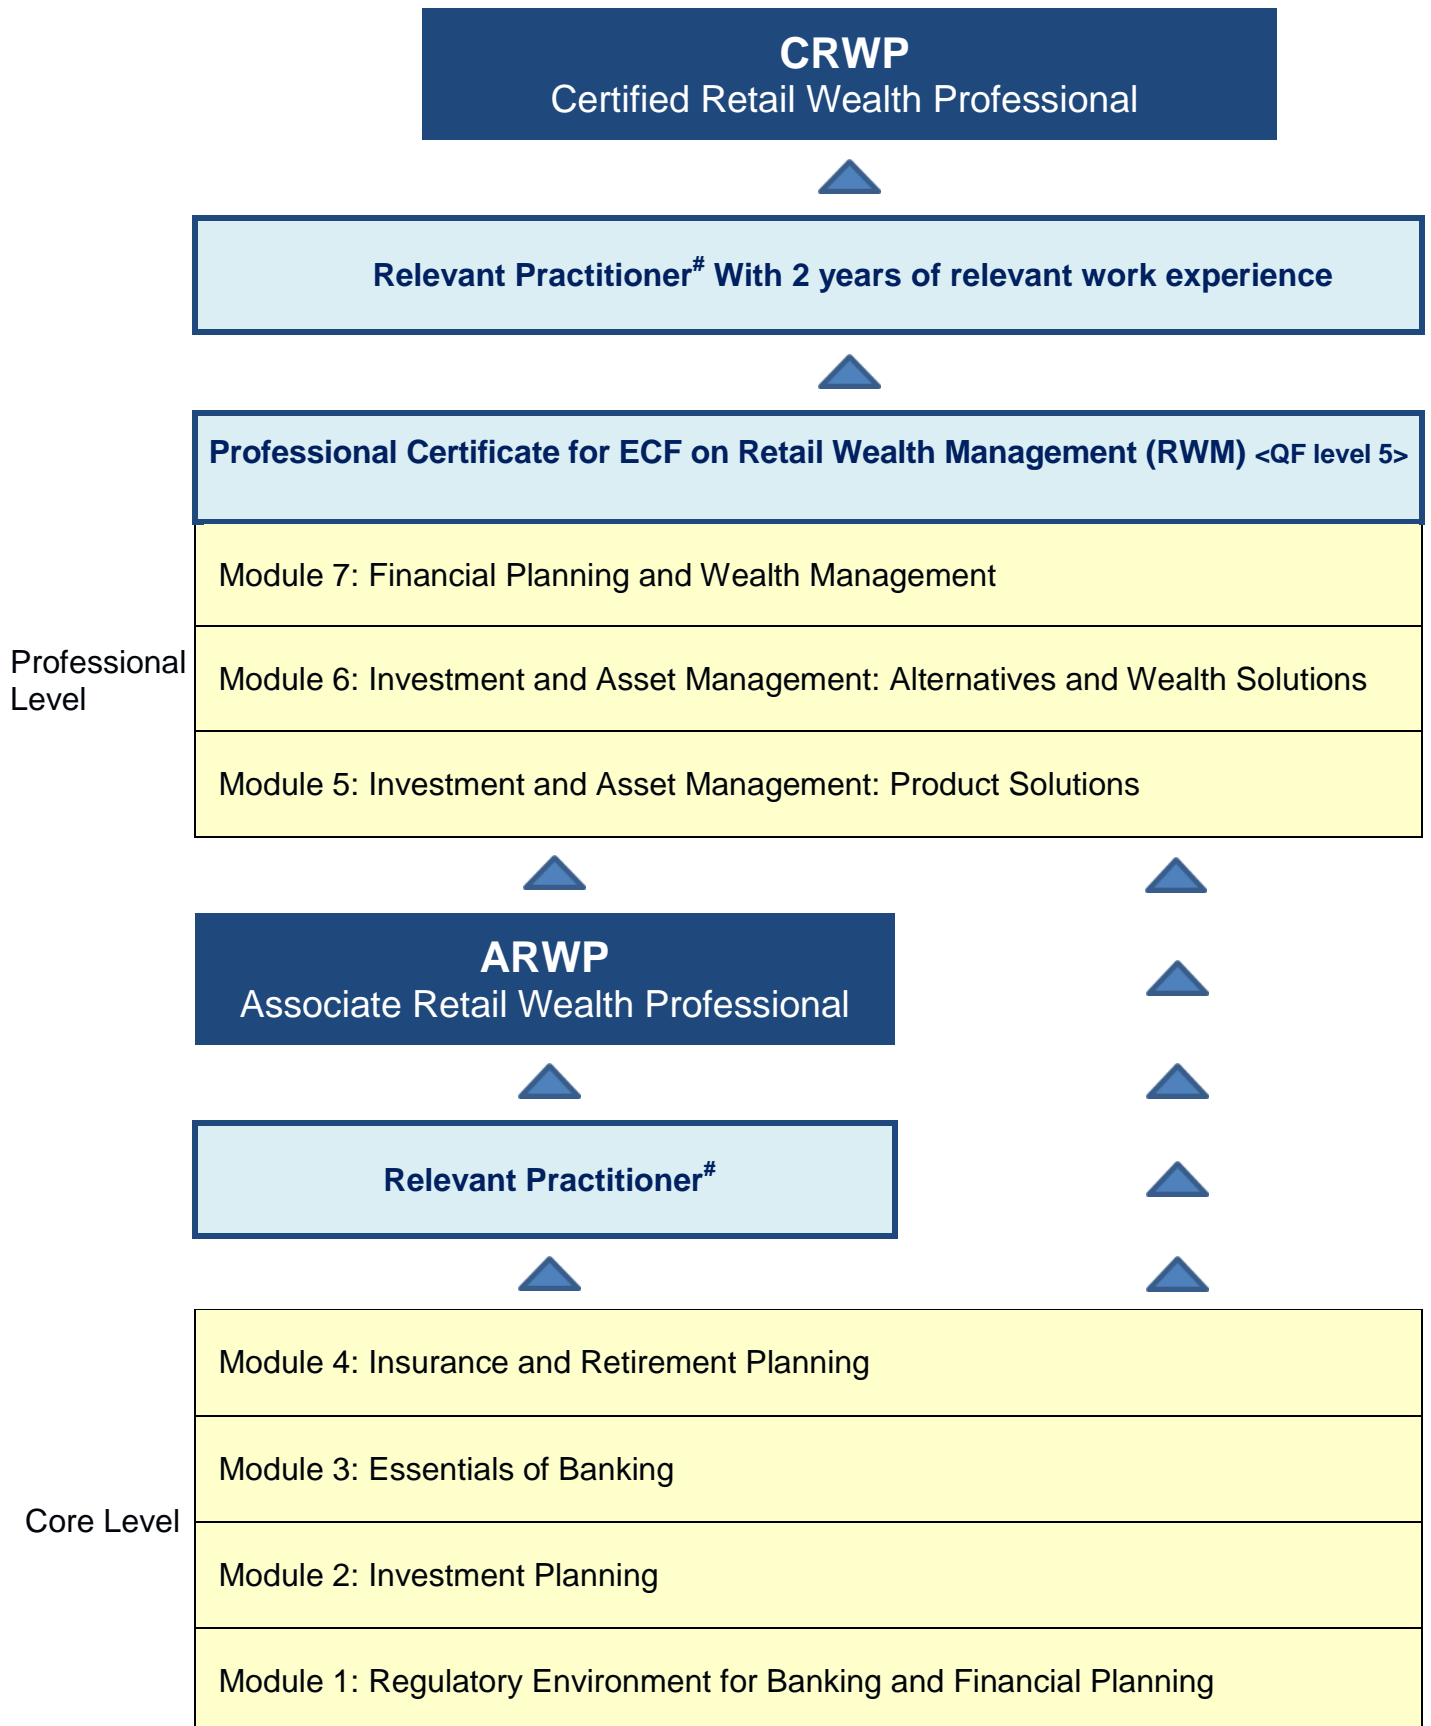 CRWP
Certified Retail Wealth Professional
Relevant Practitioner# With 2 years of relevant work experience
Professional Certificate for ECF on Retail Wealth Management (RWM) <QF level 5>
Module 7: Financial Planning and Wealth Management
Professional
Level
Module 6: Investment and Asset Management: Alternatives and Wealth Solutions
Module 5: Investment and Asset Management: Product Solutions
ARWP
Associate Retail Wealth Professional
Relevant Practitioner#
Module 4: Insurance and Retirement Planning
Module 3: Essentials of Banking
Core Level
Module 2: Investment Planning
Module 1: Regulatory Environment for Banking and Financial Planning